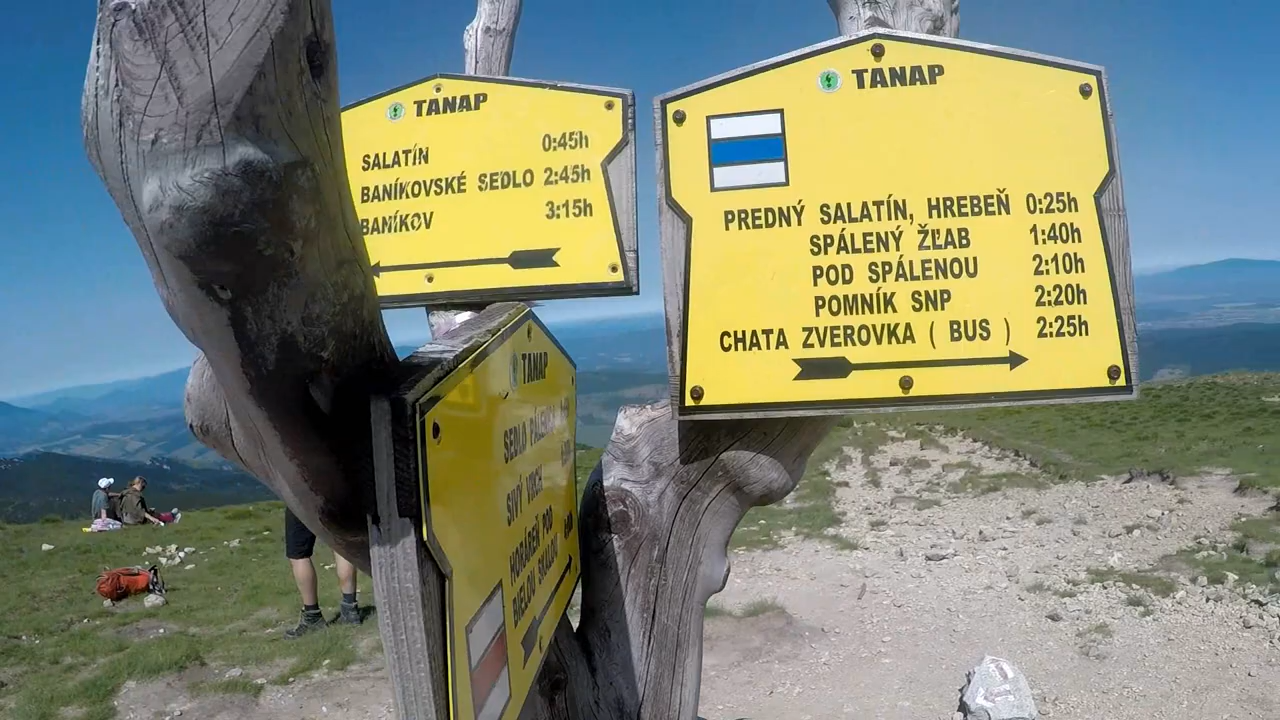 TANAP
SALATÍN 0:45h
BANÍKOVSKÉ SEDLO 2:45h
BANÍKOV 3:15h
TANAP
PREDNÝ SALATÍN, HREBEŇ 0:25h
SPÁLENÝ ŽĽAB 1:40h
POD SPÁLENOU 2:10h
POMNÍK SNP 2:20h
CHATA ZVEROVKA ( BUS ) 2:25h
TANAP
SEDLO PÁLENICA
SIVÝ VRCH
HORÁREŇ POD
BIELOU SKALOU